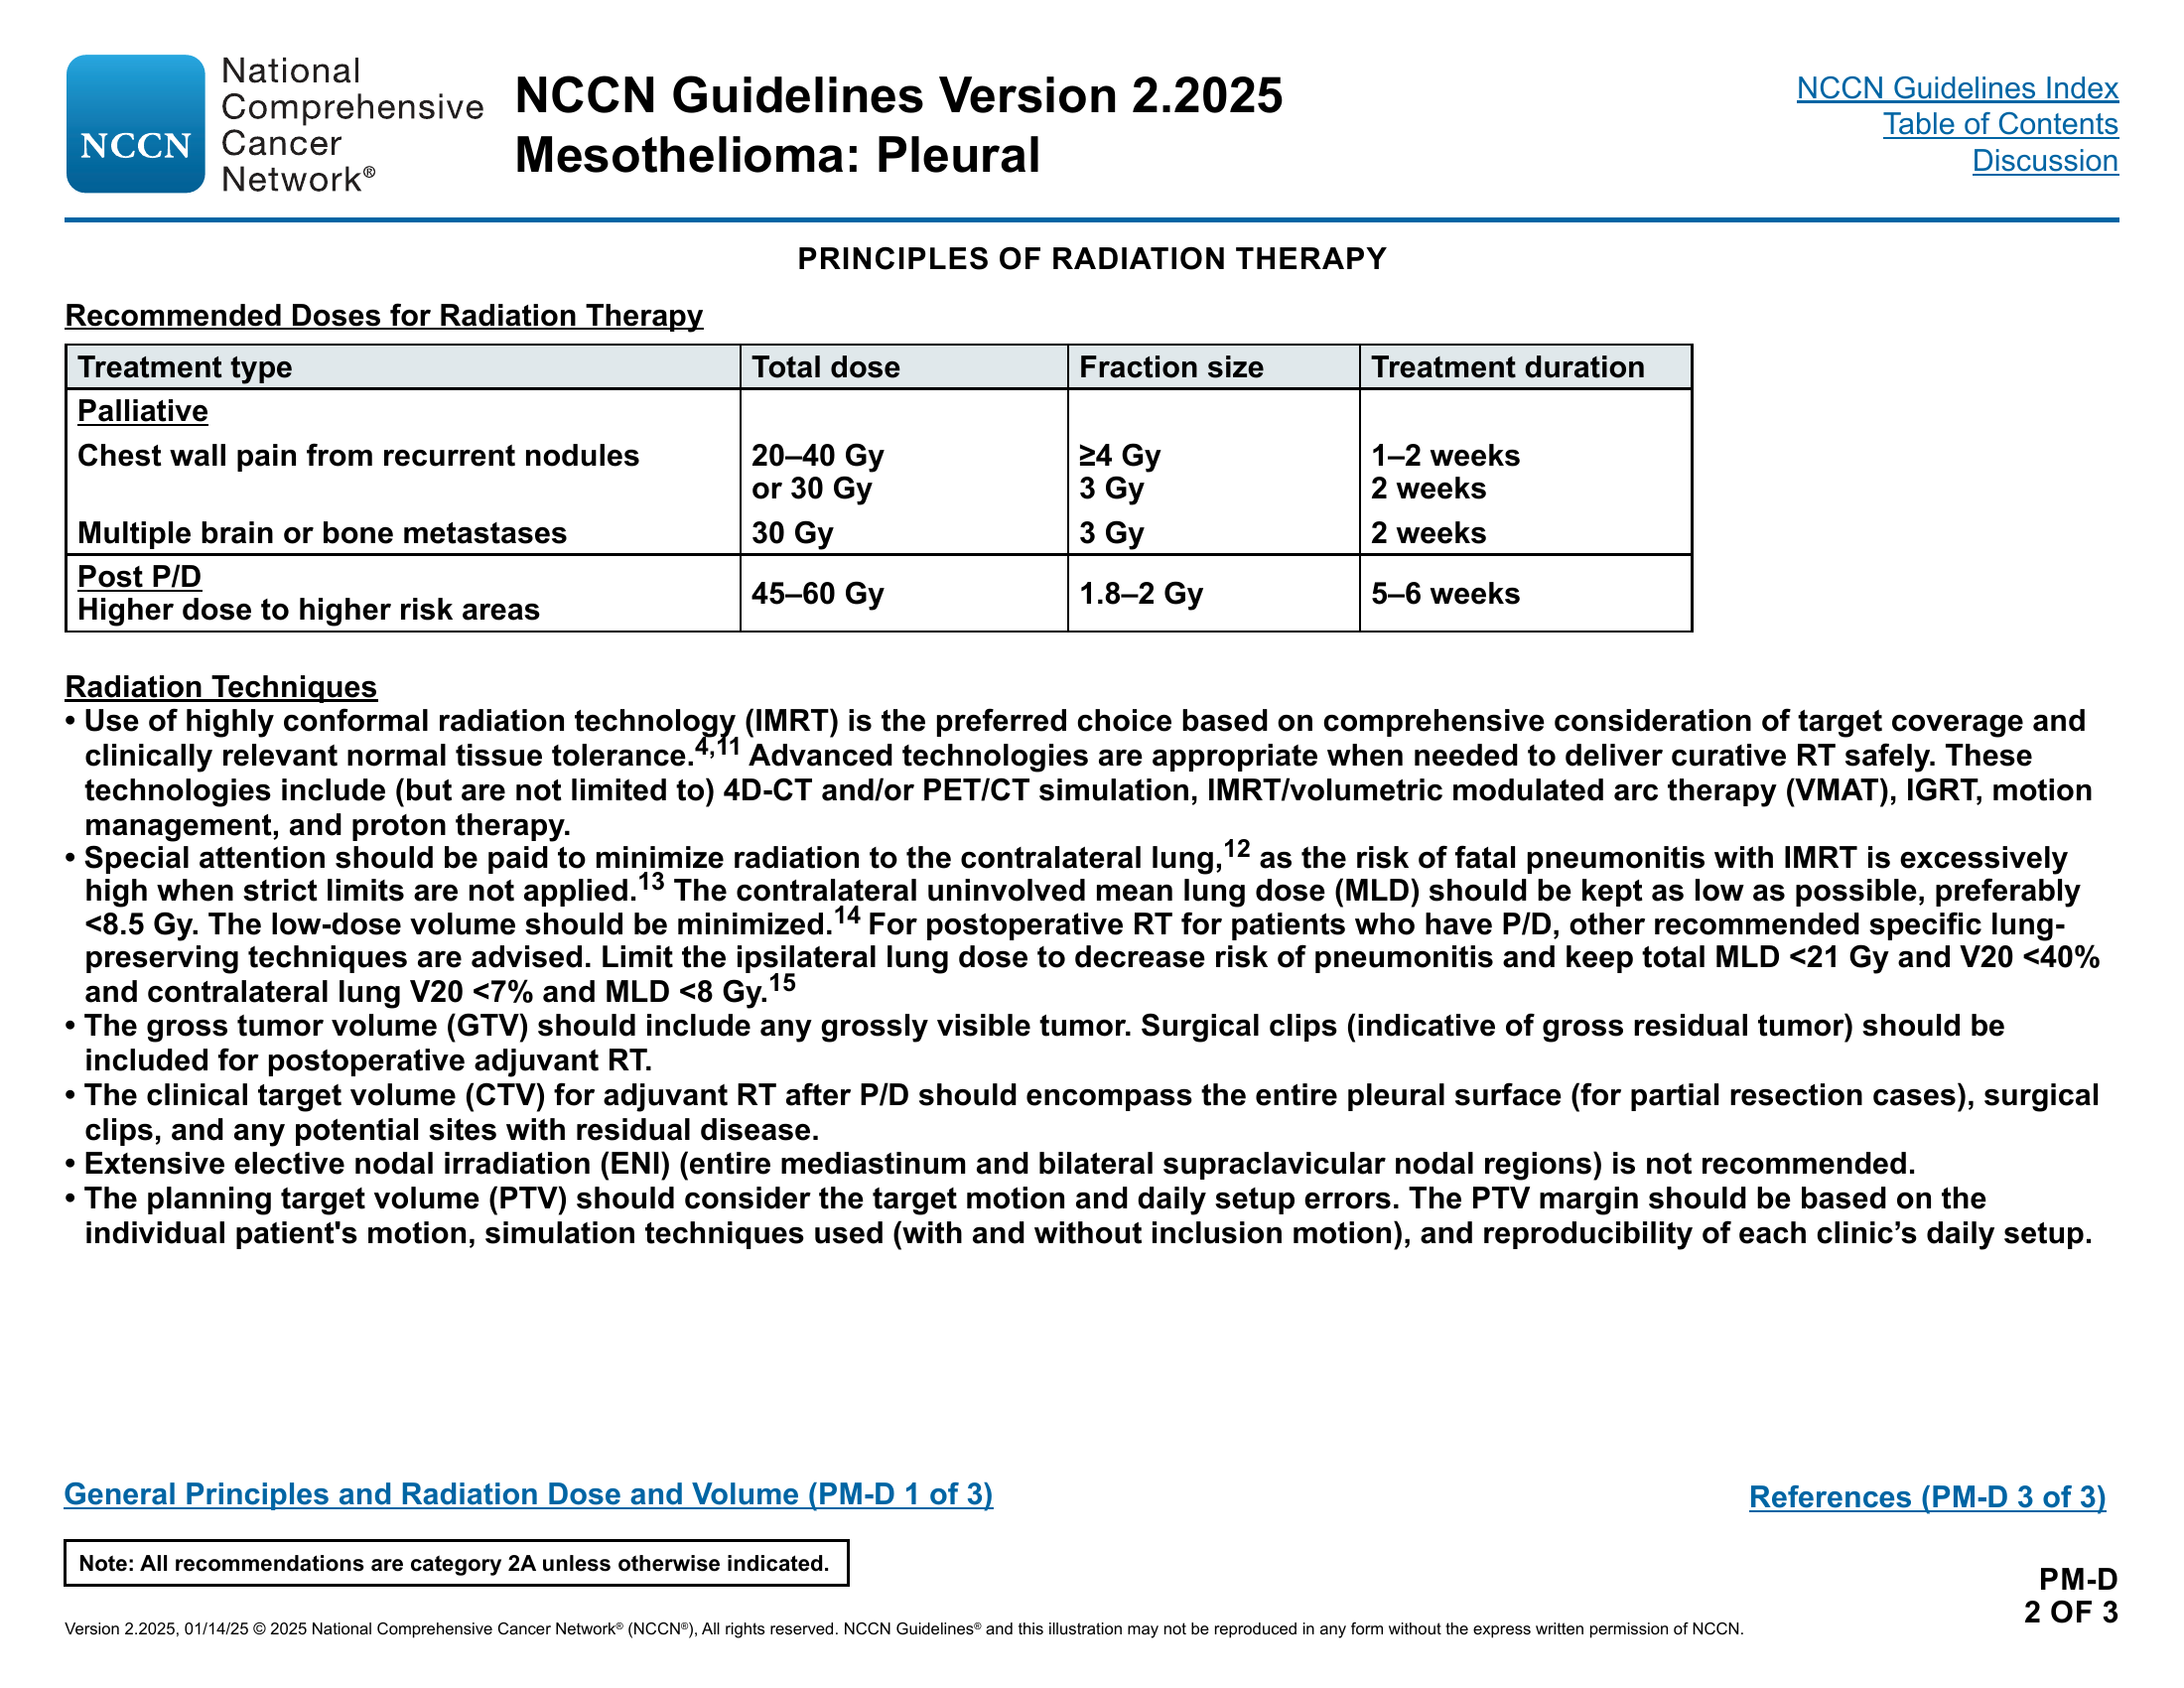 NCCN
National
Comprehensive
Cancer
Network®
NCCN Guidelines Version 2.2025
Mesothelioma: Pleural
NCCN Guidelines Index
Table of Contents
Discussion
PRINCIPLES OF RADIATION THERAPY
Recommended Doses for Radiation Therapy
Treatment type Total dose Fraction size Treatment duration
Palliative
Chest wall pain from recurrent nodules 20–40 Gy ≥4 Gy 1–2 weeks
or 30 Gy 3 Gy 2 weeks
Multiple brain or bone metastases 30 Gy 3 Gy 2 weeks
Post P/D
Higher dose to higher risk areas 45–60 Gy 1.8–2 Gy 5–6 weeks
Radiation Techniques
• Use of highly conformal radiation technology (IMRT) is the preferred choice based on comprehensive consideration of target coverage and
clinically relevant normal tissue tolerance.4,11 Advanced technologies are appropriate when needed to deliver curative RT safely. These
technologies include (but are not limited to) 4D-CT and/or PET/CT simulation, IMRT/volumetric modulated arc therapy (VMAT), IGRT, motion
management, and proton therapy.
• Special attention should be paid to minimize radiation to the contralateral lung,12 as the risk of fatal pneumonitis with IMRT is excessively
high when strict limits are not applied.13 The contralateral uninvolved mean lung dose (MLD) should be kept as low as possible, preferably
<8.5 Gy. The low-dose volume should be minimized.14 For postoperative RT for patients who have P/D, other recommended specific lung-
preserving techniques are advised. Limit the ipsilateral lung dose to decrease risk of pneumonitis and keep total MLD <21 Gy and V20 <40%
and contralateral lung V20 <7% and MLD <8 Gy.15
• The gross tumor volume (GTV) should include any grossly visible tumor. Surgical clips (indicative of gross residual tumor) should be
included for postoperative adjuvant RT.
• The clinical target volume (CTV) for adjuvant RT after P/D should encompass the entire pleural surface (for partial resection cases), surgical
clips, and any potential sites with residual disease.
• Extensive elective nodal irradiation (ENI) (entire mediastinum and bilateral supraclavicular nodal regions) is not recommended.
• The planning target volume (PTV) should consider the target motion and daily setup errors. The PTV margin should be based on the
individual patient's motion, simulation techniques used (with and without inclusion motion), and reproducibility of each clinic’s daily setup.
General Principles and Radiation Dose and Volume (PM-D 1 of 3)
References (PM-D 3 of 3)
Note: All recommendations are category 2A unless otherwise indicated.
PM-D
2 OF 3
Version 2.2025, 01/14/25 © 2025 National Comprehensive Cancer Network® (NCCN®), All rights reserved. NCCN Guidelines® and this illustration may not be reproduced in any form without the express written permission of NCCN.